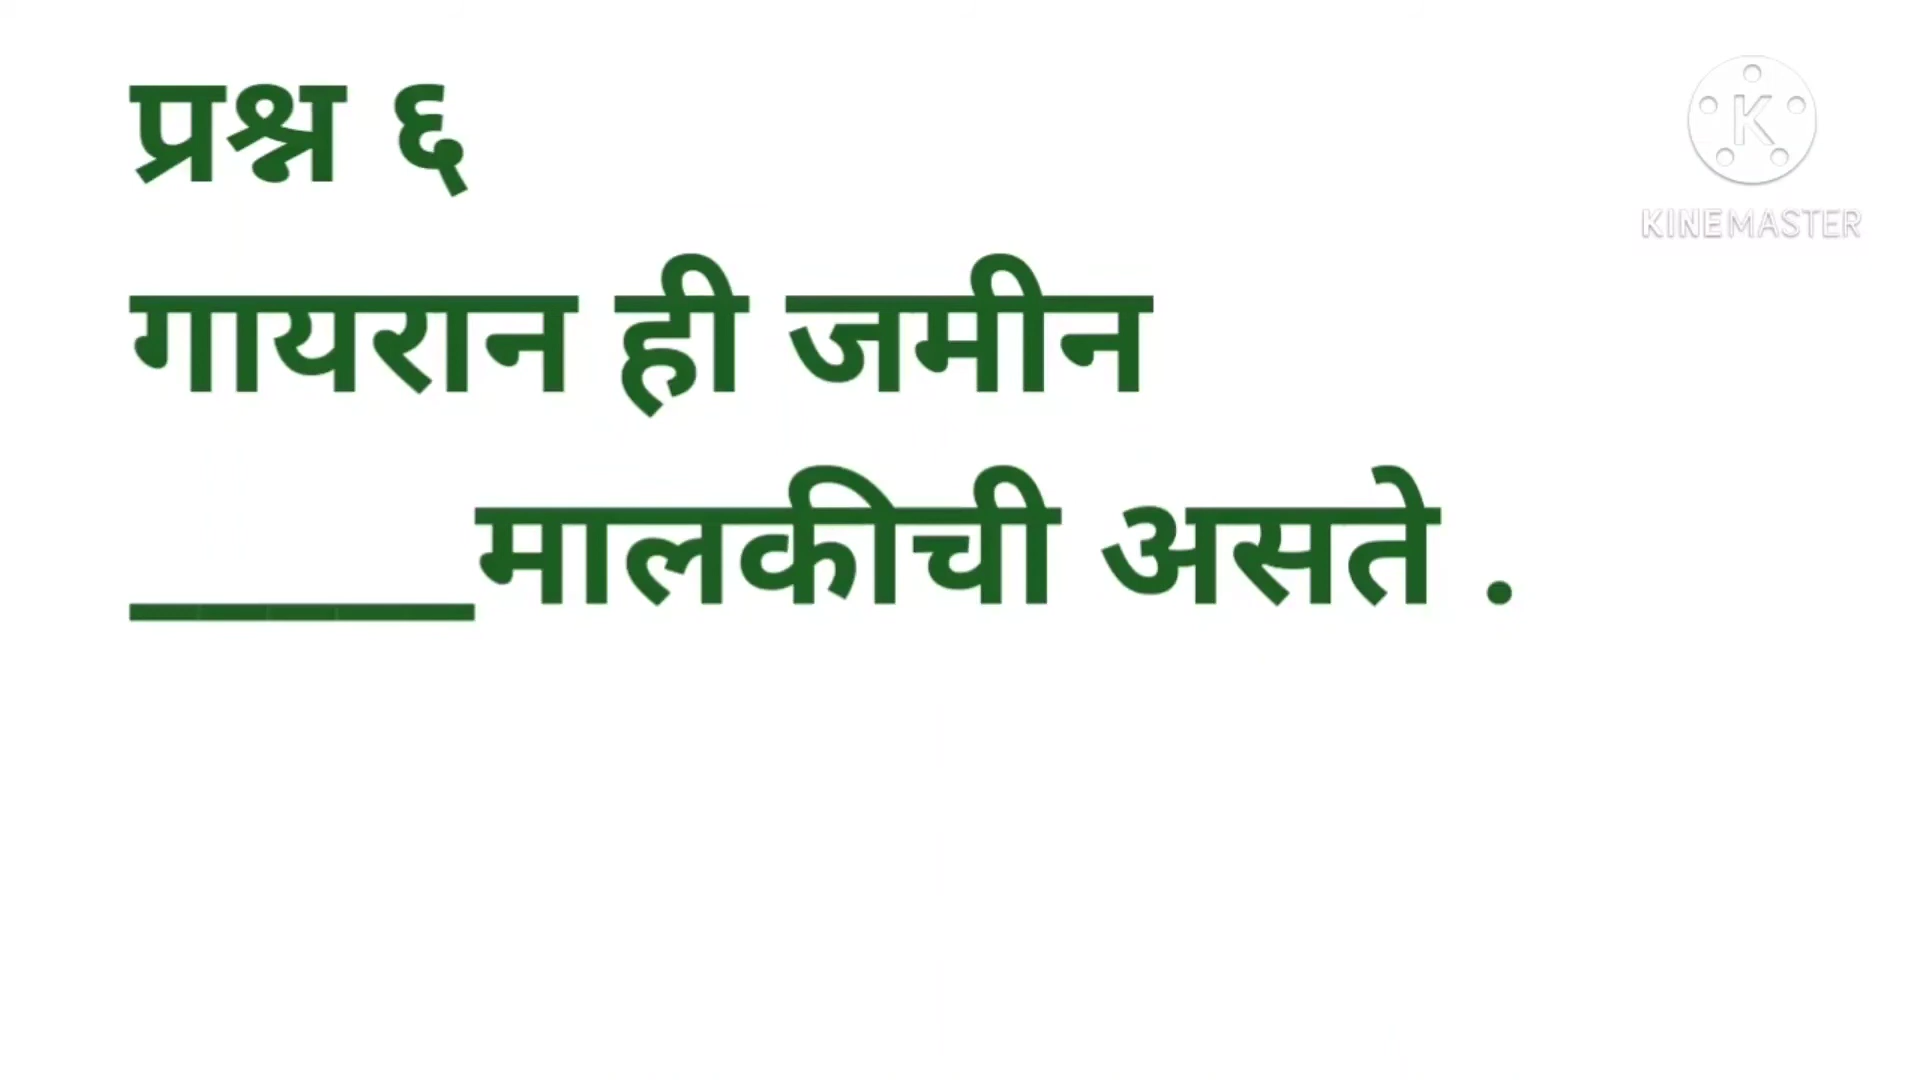 प्रश्न ६
K
KINEMASTER
गायरान ही जमीन
_____मालकीची असते .